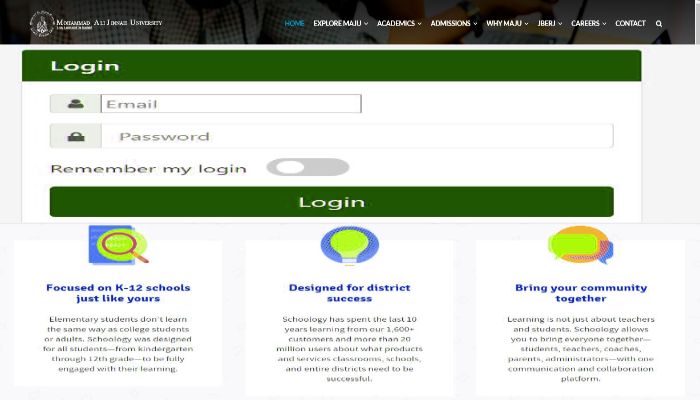 Mohammad Ali Jinnah University
HOME EXPLORE MAJU ACADEMICS ADMISSIONS WHY MAJU JBERJ CAREERS CONTACT
Login
Email
Password
Remember my login
Login
Focused on K-12 schools
just like yours
Elementary students don't learn
the same way as college students
or adults. Schoology was designed
for all students—from kindergarten
through 12th grade—to be fully
engaged with their learning.
Designed for district
success
Schoology has spent the last 10
years learning from our 1,600+
customers and more than 20
million users about what products
and services classrooms, schools,
and entire districts need to be
successful.
Bring your community
together
Learning is not just about teachers
and students. Schoology allows
you to bring everyone together—
students, teachers, coaches,
parents, administrators—with one
communication and collaboration
platform.